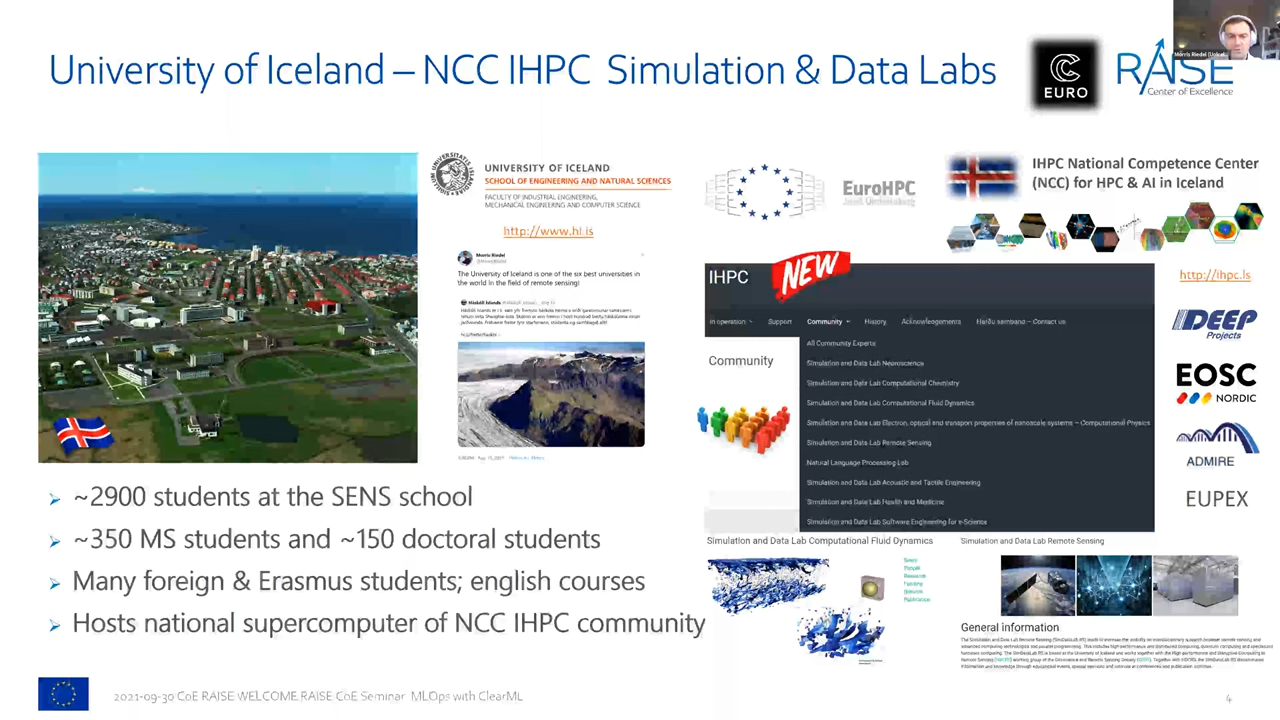 University of Iceland – NCC IHPC Simulation & Data Labs
EURO
RAISE
Center of Excellence
UNIVERSITY OF ICELAND
SCHOOL OF ENGINEERING AND NATURAL SCIENCES
FACULTY OF INDUSTRIAL ENGINEERING,
MECHANICAL ENGINEERING AND COMPUTER SCIENCE
http://www.hi.is
Morris Riedel
The University of Iceland is one of the six best universities in
the world in the field of remote sensing!
EuroHPC
Joint Undertaking
IHPC National Competence Center
(NCC) for HPC & AI in Iceland
http://ihpc.is
IHPC
NEW
in operation
Support
Community
History
Acknowledgements
Community
All Community Experts
Simulation and Data Lab Neuroscience
Simulation and Data Lab Computational Chemistry
Simulation and Data Lab Computational Fluid Dynamics
Simulation and Data Lab Electron, optical and transport properties of nanoscale systems – Computational Physics
Simulation and Data Lab Remote Sensing
Natural Language Processing Lab
Simulation and Data Lab Acoustic and Tactile Engineering
Simulation and Data Lab Health and Medicine
Simulation and Data Lab Software Engineering for e-Science
DEEP
Projects
EOSC
NORDIC
ADMIRE
EUPEX
~2900 students at the SENS school
~350 MS students and ~150 doctoral students
Many foreign & Erasmus students; english courses
Hosts national supercomputer of NCC IHPC community
Simulation and Data Lab Computational Fluid Dynamics
Simulation and Data Lab Remote Sensing
General information
2021-09-30 CoE RAISE WELCOME RAISE CoE Seminar MLOps with ClearML
4